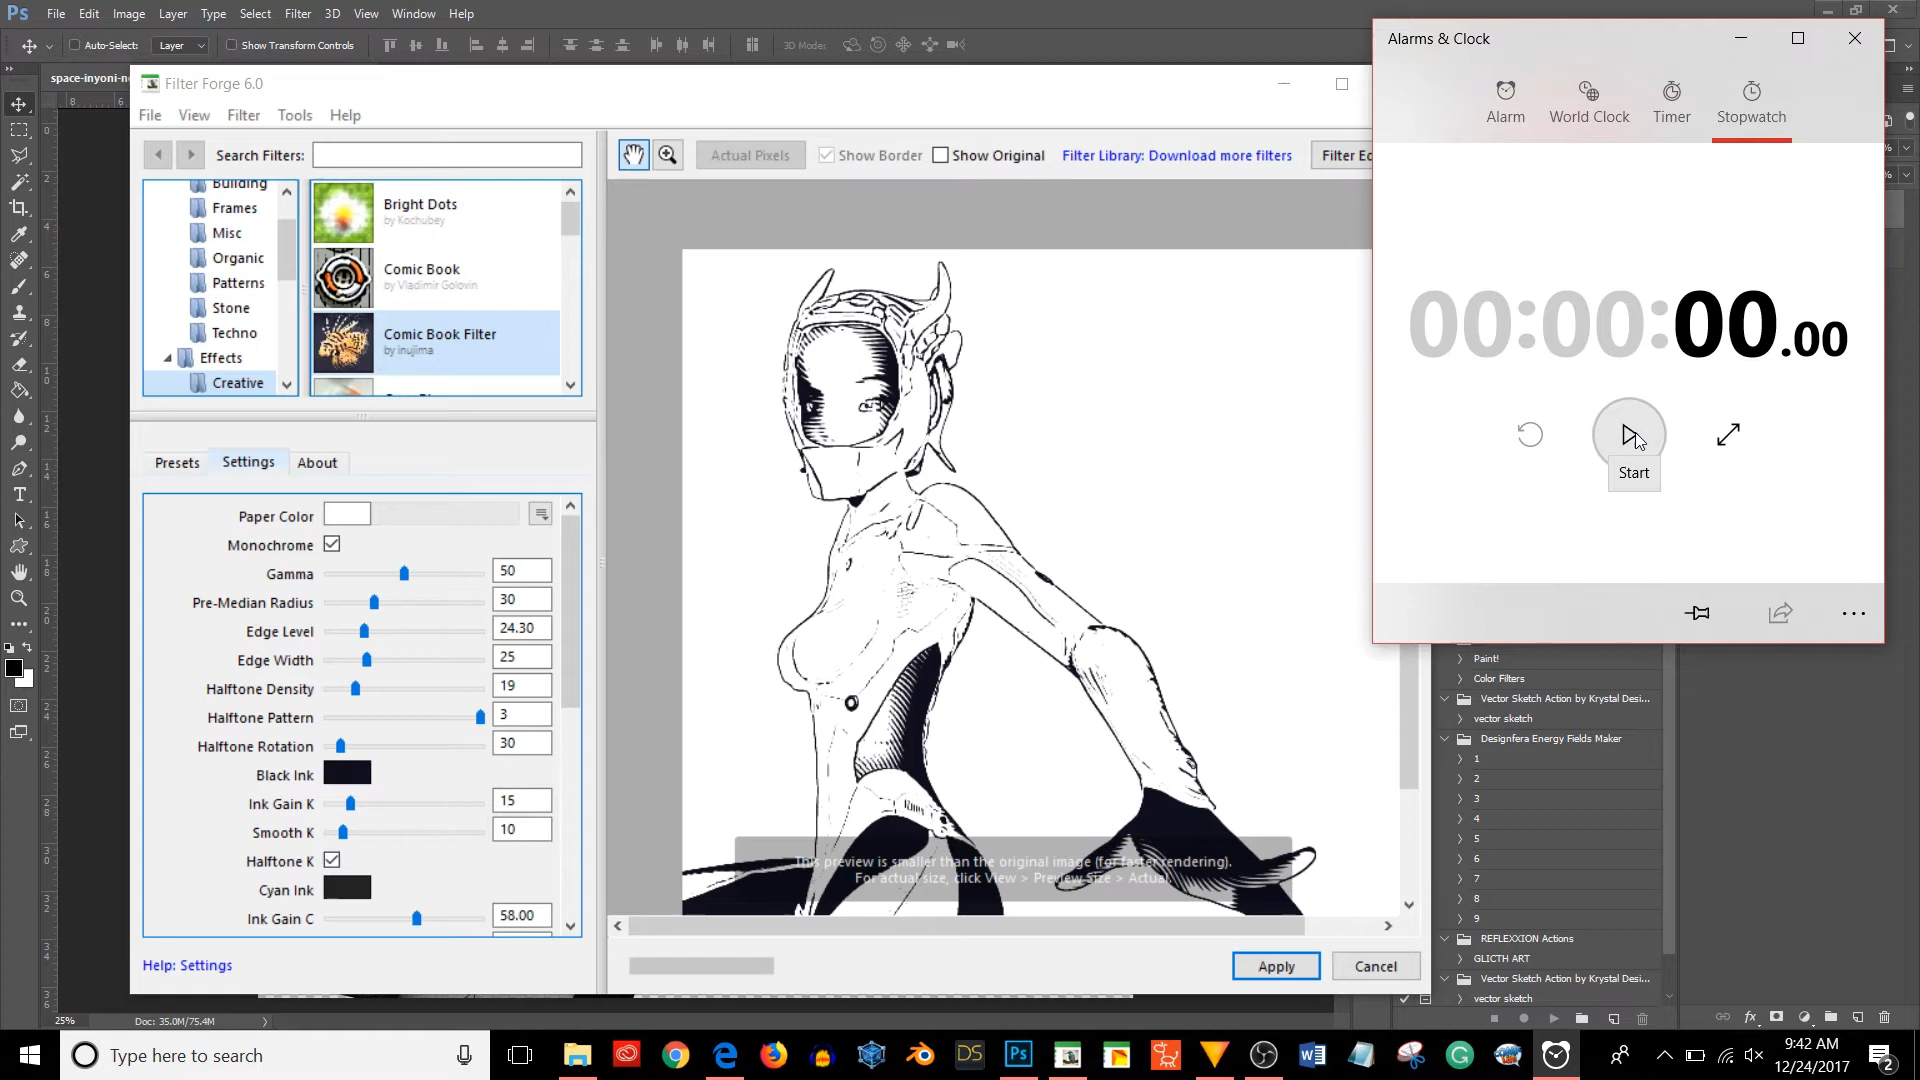 Ps File Edit Image Layer Type Select Filter 3D View Window Help
Auto-Select: Layer Show Transform Controls 3D Mode:
space-inyoni-n
Filter Forge 6.0
File View Filter Tools Help
Search Filters:
Actual Pixels Show Border Show Original Filter Library: Download more filters Filter Ed
Building
Frames
Misc
Organic
Patterns
Stone
Techno
Effects
Creative
Bright Dots
by Kochubey
Comic Book
by Vladimir Golovin
Comic Book Filter
by inujima
Presets Settings About
Paper Color
Monochrome
Gamma 50
Pre-Median Radius 30
Edge Level 24.30
Edge Width 25
Halftone Density 19
Halftone Pattern 3
Halftone Rotation 30
Black Ink
Ink Gain K 15
Smooth K 10
Halftone K
Cyan Ink
Ink Gain C 58.00
Help: Settings
This preview is smaller than the original image (for faster rendering).
For actual size, click View > Preview Size > Actual.
Apply Cancel
Alarms & Clock
Alarm World Clock Timer Stopwatch
00:00:00.00
Start
Paint!
Color Filters
Vector Sketch Action by Krystal Desi...
vector sketch
Designfera Energy Fields Maker
1
2
3
4
5
6
7
8
9
REFLEXXION Actions
GLICTH ART
Vector Sketch Action by Krystal Desi...
vector sketch
25% Doc: 35.0M/75.4M
Type here to search
9:42 AM
12/24/2017
2